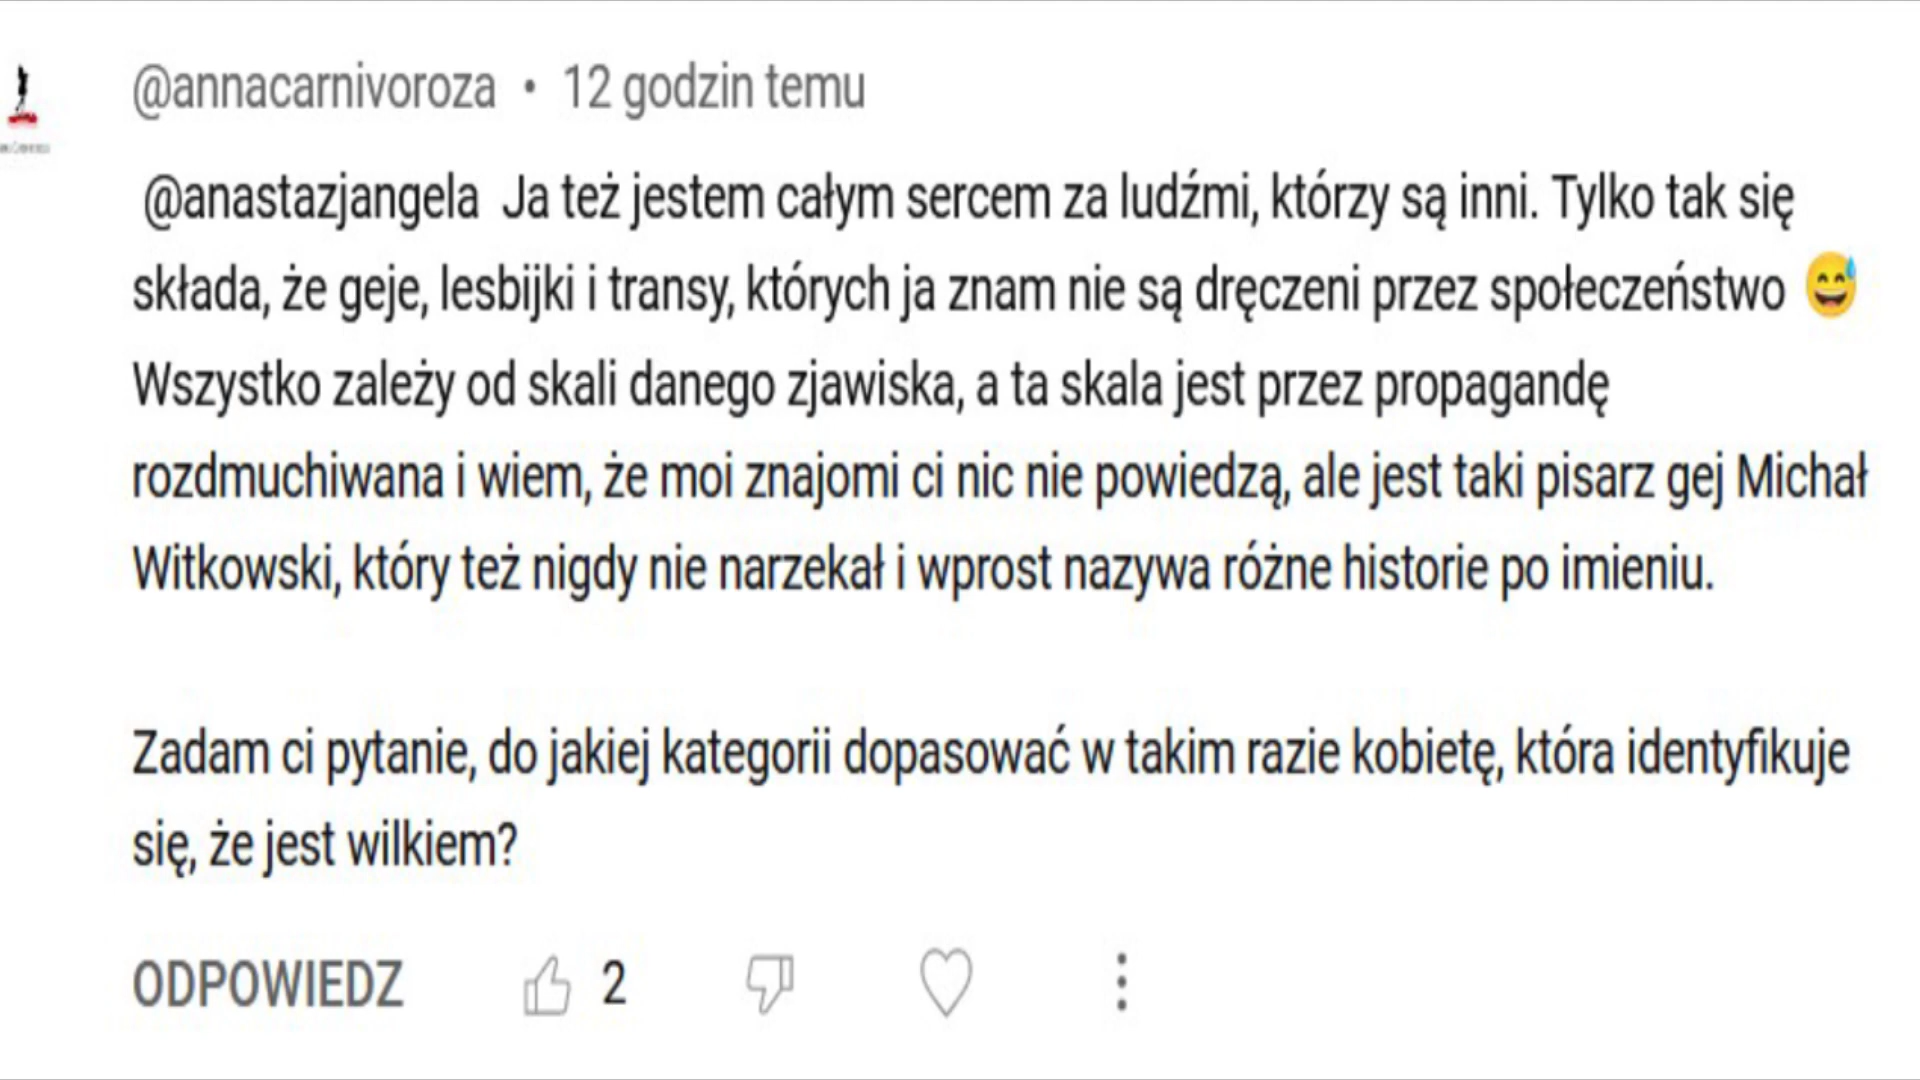 @annacarnivoroza • 12 godzin temu
@anastazjangela Ja też jestem całym sercem za ludźmi, którzy są inni. Tylko tak się
składa, że geje, lesbijki i transy, których ja znam nie są dręczeni przez społeczeństwo 😅
Wszystko zależy od skali danego zjawiska, a ta skala jest przez propagandę
rozdmuchiwana i wiem, że moi znajomi ci nic nie powiedzą, ale jest taki pisarz gej Michał
Witkowski, który też nigdy nie narzekał i wprost nazywa różne historie po imieniu.
Zadam ci pytanie, do jakiej kategorii dopasować w takim razie kobietę, która identyfikuje
się, że jest wilkiem?
ODPOWIEDZ 2